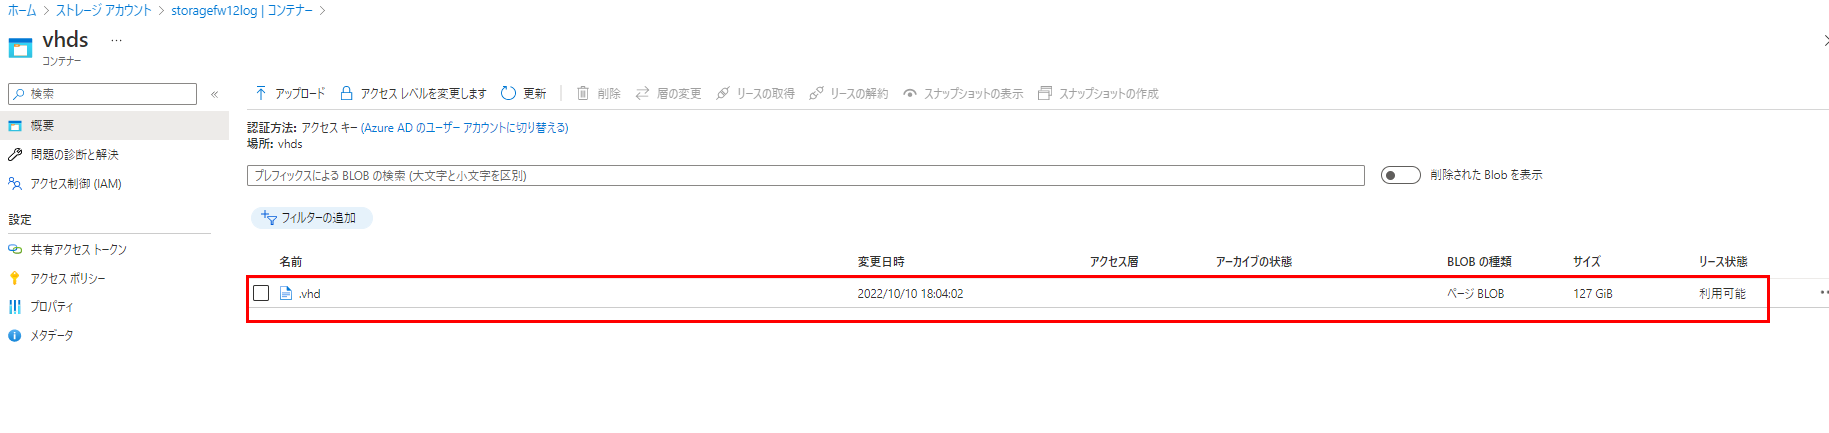 ホーム > ストレージ アカウント > storagefw12log | コンテナー >
vhds ...
コンテナー
検索 «
アップロード アクセス レベルを変更します 更新 削除 層の変更 リースの取得 リースの解約 スナップショットの表示 スナップショットの作成
概要
問題の診断と解決
アクセス制御 (IAM)
設定
共有アクセス トークン
アクセス ポリシー
プロパティ
メタデータ
認証方法: アクセス キー (Azure AD のユーザー アカウントに切り替える)
場所: vhds
プレフィックスによる BLOB の検索 (大文字と小文字を区別) 削除された Blob を表示
フィルターの追加
名前 変更日時 アクセス層 アーカイブの状態 BLOB の種類 サイズ リース状態
.vhd 2022/10/10 18:04:02 ページ BLOB 127 GiB 利用可能